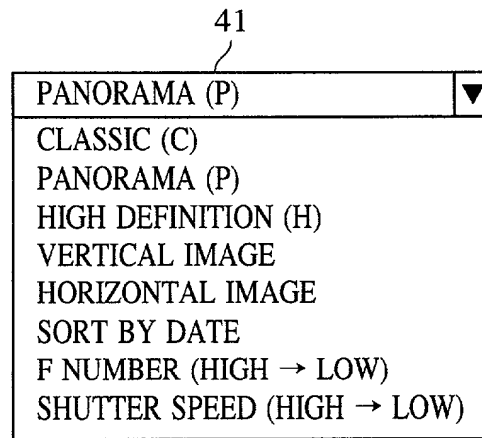 41
PANORAMA (P)
CLASSIC (C)
PANORAMA (P)
HIGH DEFINITION (H)
VERTICAL IMAGE
HORIZONTAL IMAGE
SORT BY DATE
F NUMBER (HIGH → LOW)
SHUTTER SPEED (HIGH → LOW)